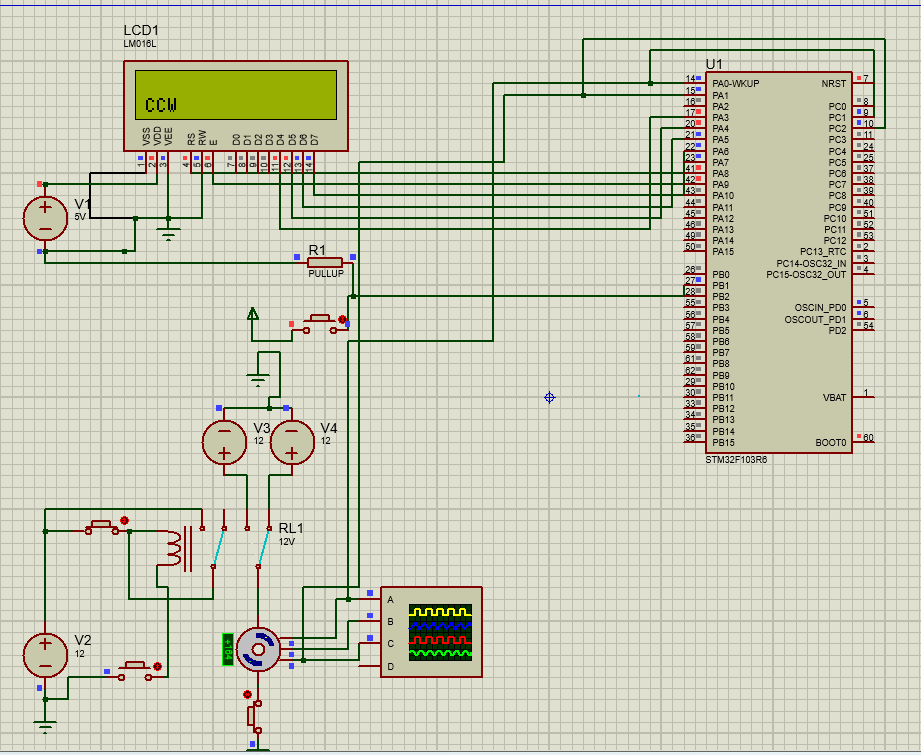 LCD1
LM016L
CCW
VSS
VDD
VEE
RS
RW
E
D0
D1
D2
D3
D4
D5
D6
D7
1
2
3
4
5
6
7
8
9
10
11
12
13
14
V1
5V
R1
PULLUP
V3
12
V4
12
RL1
12V
V2
12
+164
A
B
C
D
U1
14 PA0-WKUP
15 PA1
16 PA2
17 PA3
20 PA4
21 PA5
22 PA6
23 PA7
41 PA8
42 PA9
43 PA10
44 PA11
45 PA12
46 PA13
49 PA14
50 PA15
26 PB0
27 PB1
28 PB2
55 PB3
56 PB4
57 PB5
58 PB6
59 PB7
61 PB8
62 PB9
29 PB10
30 PB11
33 PB12
34 PB13
35 PB14
36 PB15
NRST 7
PC0 8
PC1 9
PC2 10
PC3 11
PC4 24
PC5 25
PC6 37
PC7 38
PC8 39
PC9 40
PC10 51
PC11 52
PC12 53
PC13_RTC 2
PC14-OSC32_IN 3
PC15-OSC32_OUT 4
OSCIN_PD0 5
OSCOUT_PD1 6
PD2 54
VBAT 1
BOOT0 60
STM32F103R6